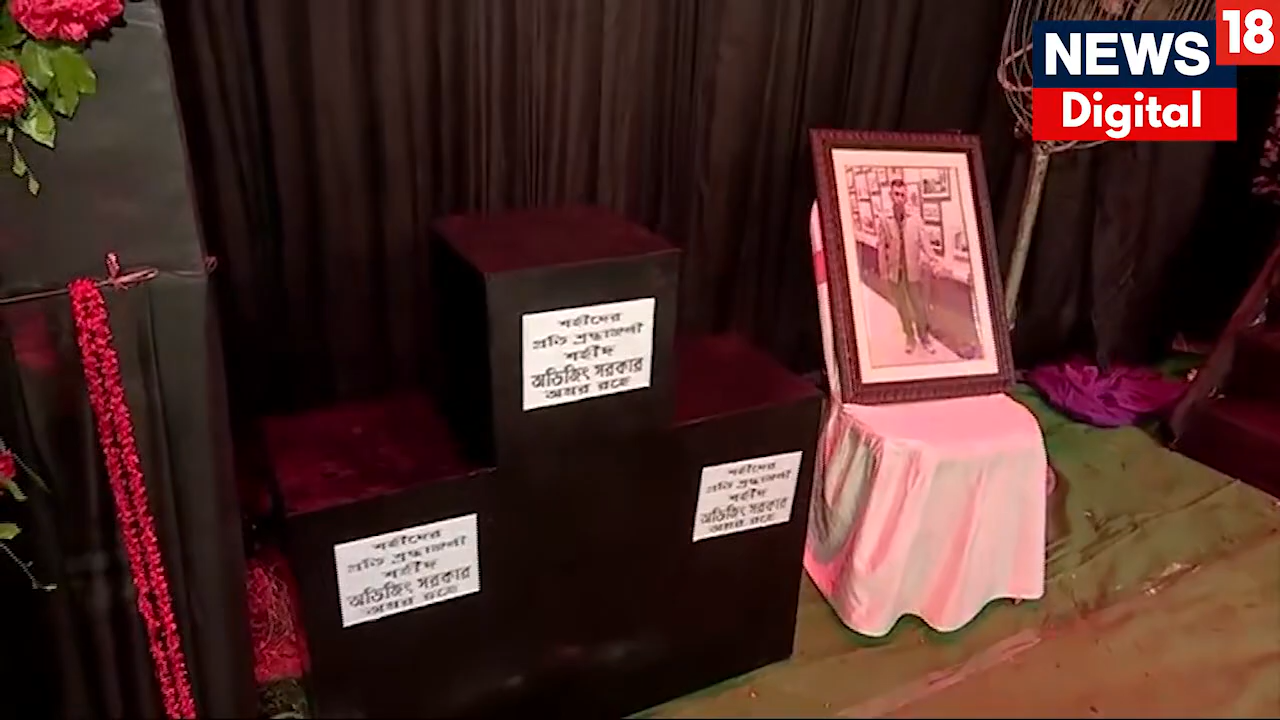 NEWS 18
Digital
শহীদের
প্রতি শ্রদ্ধাঞ্জলী
শহীদ
অভিজিৎ সরকার
অমর রহে
শহীদের
প্রতি শ্রদ্ধাঞ্জলী
শহীদ
অভিজিৎ সরকার
অমর রহে
শহীদের
প্রতি শ্রদ্ধাঞ্জলী
শহীদ
অভিজিৎ সরকার
অমর রহে